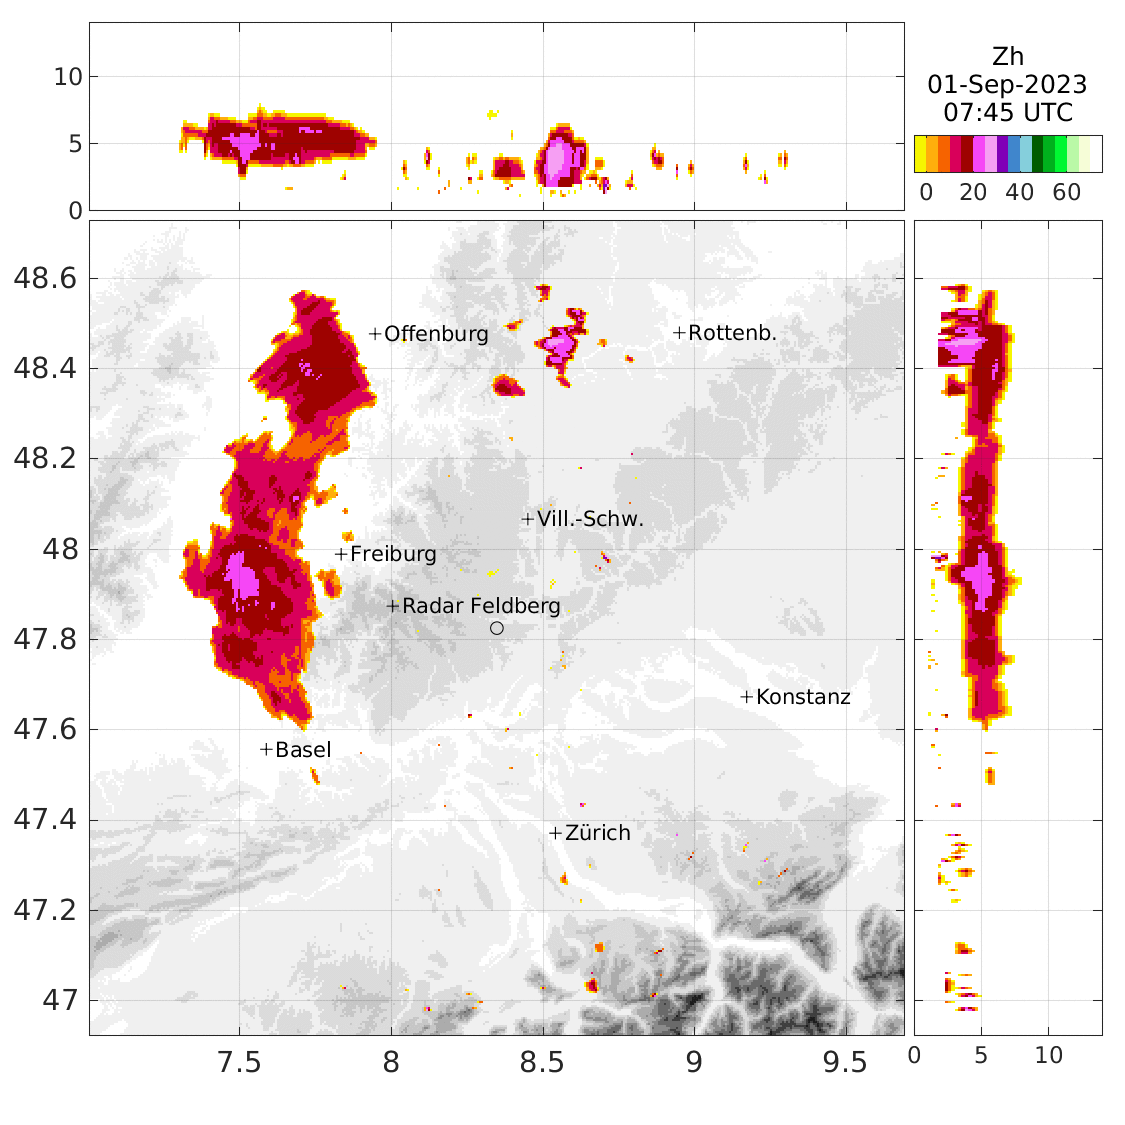 Zh
01-Sep-2023
07:45 UTC
0 20 40 60
10
5
0
48.6
48.4
48.2
48
47.8
47.6
47.4
47.2
47
+Offenburg
+Rottenb.
+Vill.-Schw.
+Freiburg
+Radar Feldberg
+Konstanz
+Basel
+Zürich
7.5 8 8.5 9 9.5
0 5 10